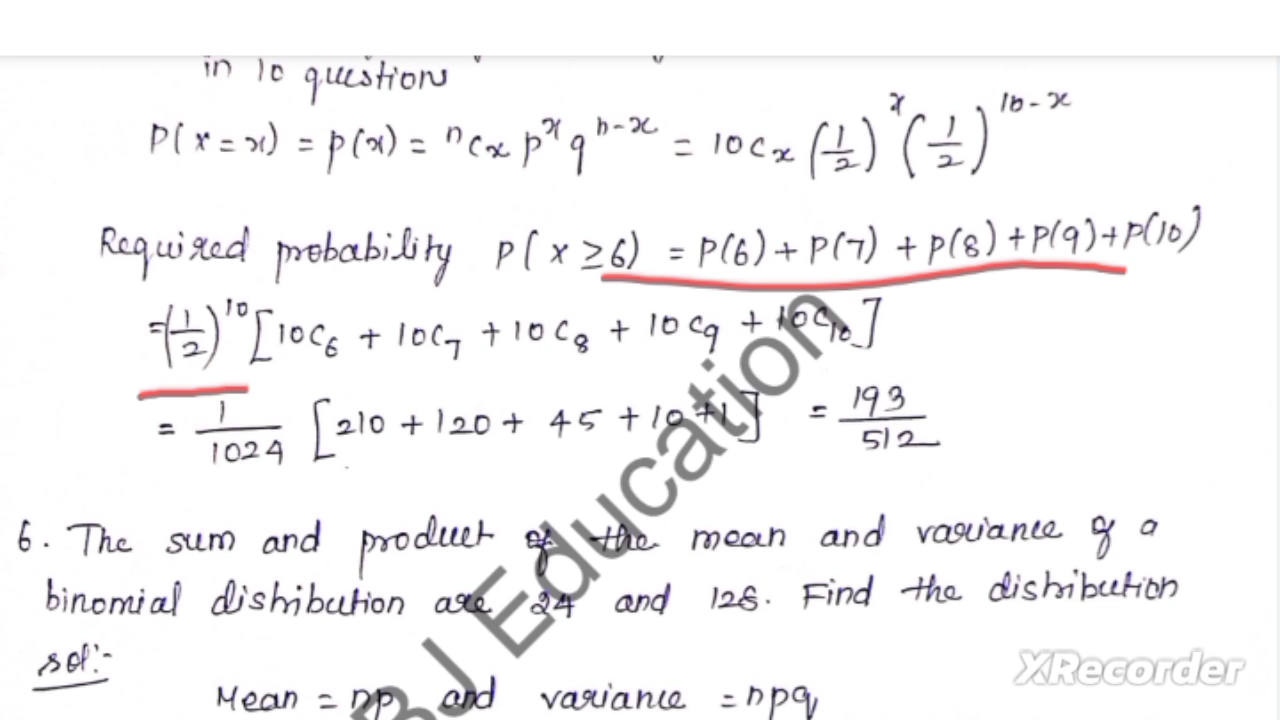 in 10 questions
P(x=x) = p(x) = ⁿCₓ pˣ qⁿ⁻ˣ = 10Cₓ (1/2)ˣ (1/2)¹⁰⁻ˣ
Required probability P(x ≥ 6) = P(6) + P(7) + P(8) + P(9) + P(10)
= (1/2)¹⁰ [10C₆ + 10C₇ + 10C₈ + 10C₉ + 10C₁₀]
= 1/1024 [210 + 120 + 45 + 10 + 1] = 193/512
6. The sum and product of the mean and variance of a
binomial distribution are 24 and 128. Find the distribution
sol:-
Mean = np and variance = npq
BJ Education
XRecorder